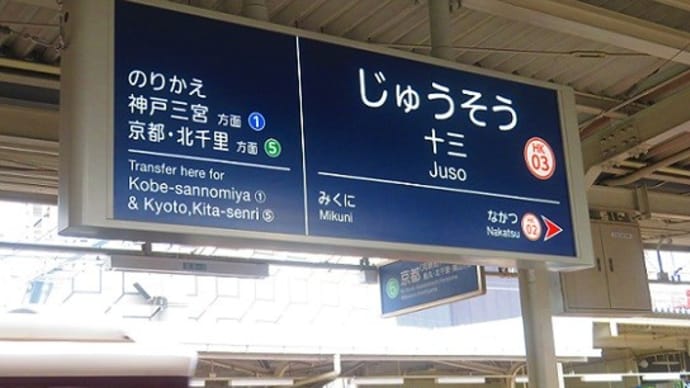 のりかえ
神戸三宮 方面 1
京都・北千里 方面 5
Transfer here for
Kobe-sannomiya ①
& Kyoto,Kita-senri ⑤
じゅうそう
十三
Juso
HK
03
みくに
Mikuni
なかつ
Nakatsu
HK
02
6 京都